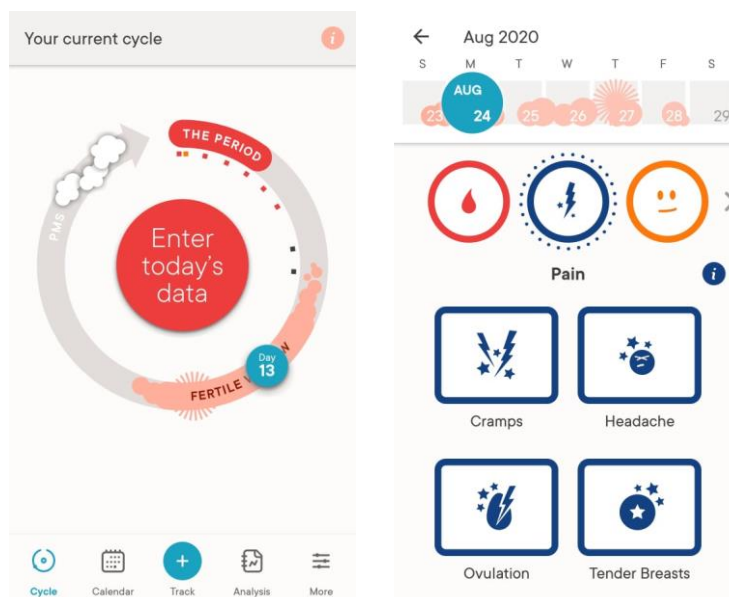 Your current cycle
i
THE PERIOD
PMS
Enter
today's
data
Day
13
FERTILE
Cycle
Calendar
Track
Analysis
More
Aug 2020
S M T W T F S
AUG
23 24 25 26 27 28 29
Pain
i
Cramps
Headache
Ovulation
Tender Breasts